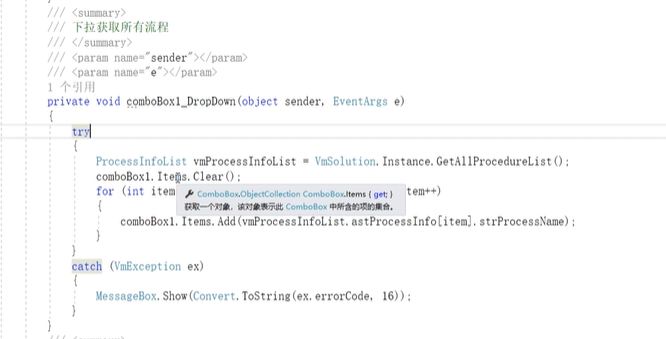 /// <summary>
/// 下拉获取所有流程
/// </summary>
/// <param name="sender"></param>
/// <param name="e"></param>
1 个引用
private void comboBox1_DropDown(object sender, EventArgs e)
{
try
{
ProcessInfoList vmProcessInfoList = VmSolution.Instance.GetAllProcedureList();
comboBox1.Items.Clear();
for (int item tem++)
ComboBox.ObjectCollection ComboBox.Items { get; }
获取一个对象，该对象表示此 ComboBox 中所含的项的集合。
{
comboBox1.Items.Add(vmProcessInfoList.astProcessInfo[item].strProcessName);
}
}
catch (VmException ex)
{
MessageBox.Show(Convert.ToString(ex.errorCode, 16));
}
}